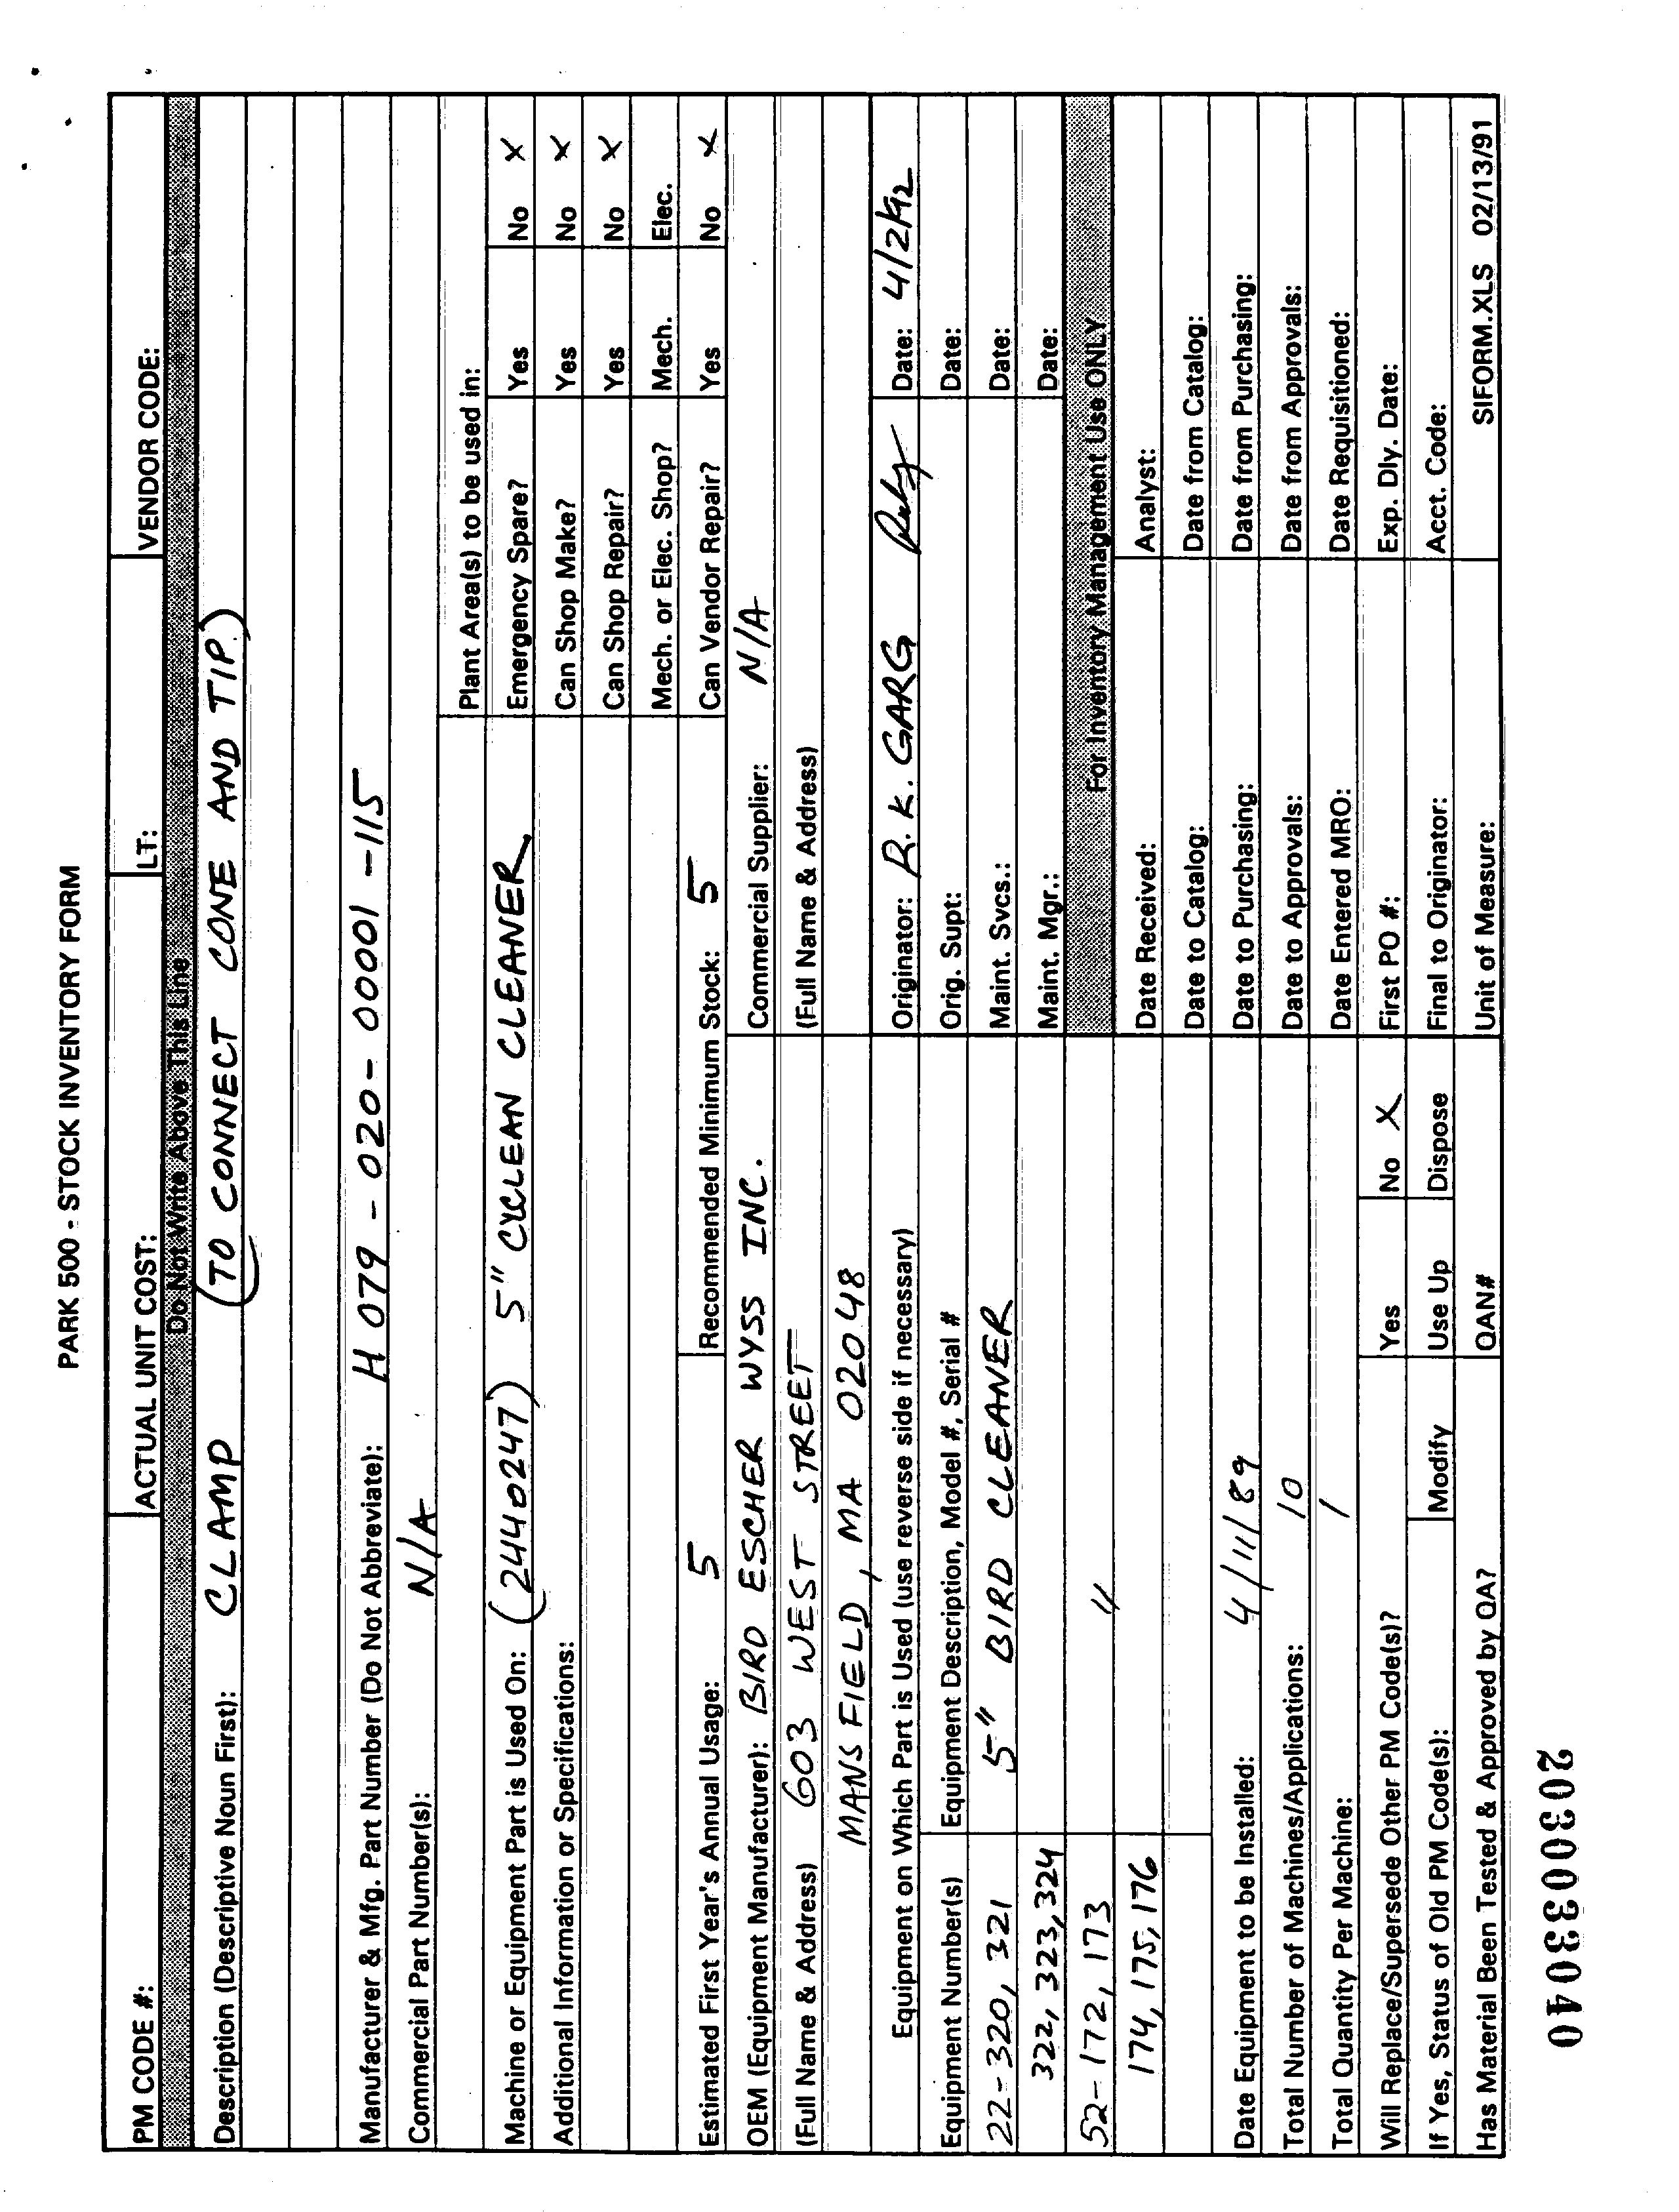 PARK 500 - STOCK INVENTORY FORM
PM CODE #: ACTUAL UNIT COST: LT: VENDOR CODE:
Do Not Write Above This Line
Description (Descriptive Noun First): CLAMP (TO CONNECT CONE AND TIP)
Manufacturer & Mfg. Part Number (Do Not Abbreviate): H 079 - 020 - 00001 - 115
Commercial Part Number(s): N/A
Plant Area(s) to be used in:
Machine or Equipment Part is Used On: (2440247) 5" CYCLEAN CLEANER Emergency Spare? Yes No X
Additional Information or Specifications: Can Shop Make? Yes No X
Can Shop Repair? Yes No X
Mech. or Elec. Shop? Mech. Elec.
Estimated First Year's Annual Usage: 5 Recommended Minimum Stock: 5 Can Vendor Repair? Yes No X
OEM (Equipment Manufacturer): BIRD ESCHER WYSS INC. Commercial Supplier: N/A
(Full Name & Address) 603 WEST STREET (Full Name & Address)
MANSFIELD, MA 02048
Equipment on Which Part is Used (use reverse side if necessary) Originator: R. K. GARG Date:
Equipment Number(s) Equipment Description, Model #, Serial # Orig. Supt: Date:
22-320, 321 5" BIRD CLEANER Maint. Svcs.: Date:
322, 323, 324 Maint. Mgr.: Date:
52-172, 173 " For Inventory Management Use ONLY
174, 175, 176 Date Received: Analyst:
Date to Catalog: Date from Catalog:
Date Equipment to be Installed: 4/11/89 Date to Purchasing: Date from Purchasing:
Total Number of Machines/Applications: 10 Date to Approvals: Date from Approvals:
Total Quantity Per Machine: 1 Date Entered MRO: Date Requisitioned:
Will Replace/Supersede Other PM Code(s)? Yes No X First PO #: Exp. Dly. Date:
If Yes, Status of Old PM Code(s): Modify Use Up Dispose Final to Originator: Acct. Code:
Has Material Been Tested & Approved by QA? QAN# Unit of Measure: SIFORM.XLS 02/13/91
2030033040